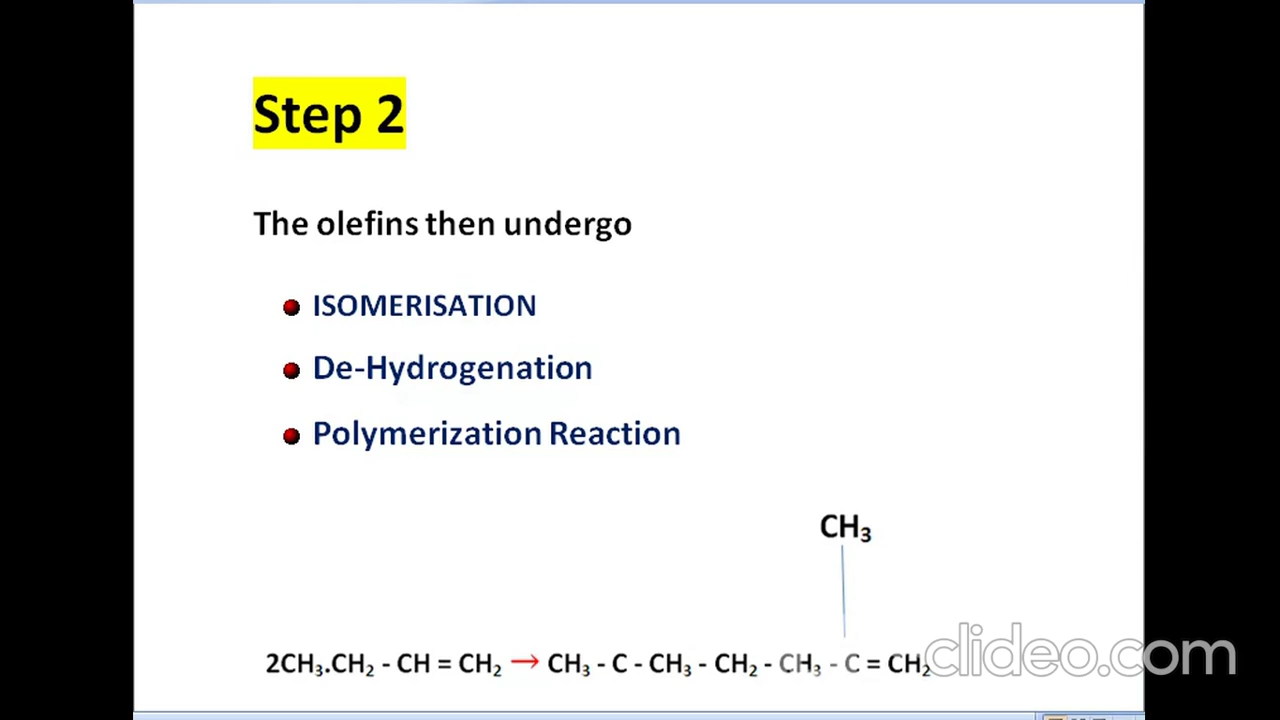 Step 2
The olefins then undergo
ISOMERISATION
De-Hydrogenation
Polymerization Reaction
CH₃
2CH₃.CH₂ - CH = CH₂ → CH₃ - C - CH₃ - CH₂ - CH₃ - C = CH₂
clideo.com